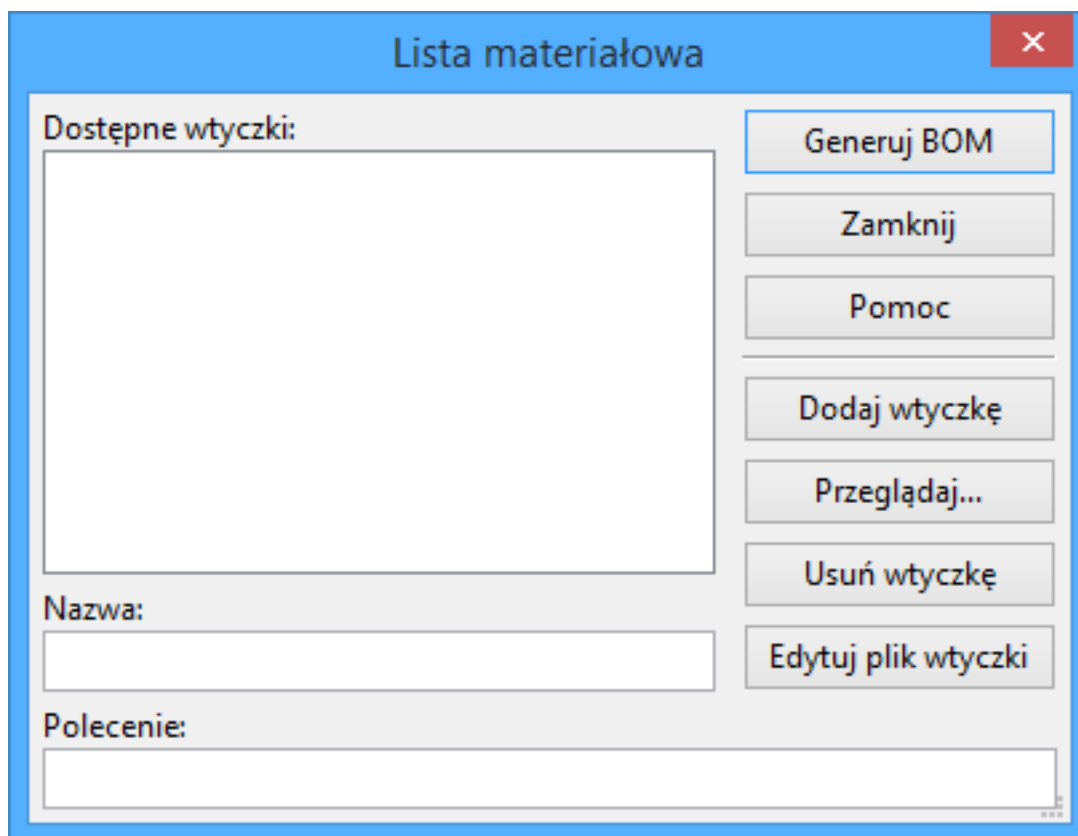 Lista materiałowa
Dostępne wtyczki:
Generuj BOM
Zamknij
Pomoc
Dodaj wtyczkę
Przeglądaj...
Usuń wtyczkę
Nazwa:
Edytuj plik wtyczki
Polecenie: